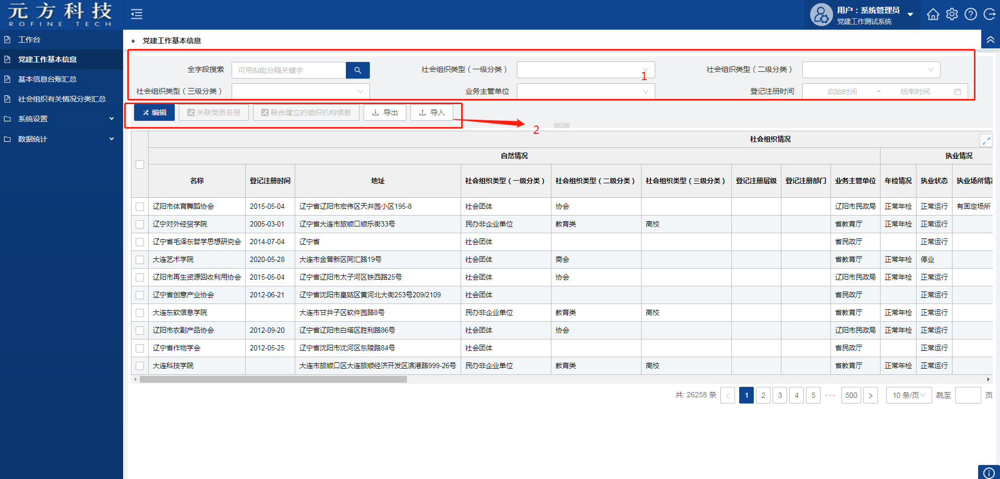 元方科技
ROFINE TECH
用户：系统管理员
党建工作测试系统
工作台
党建工作基本信息
基本信息台账汇总
社会组织有关情况分类汇总
系统设置
数据统计
党建工作基本信息
全字段搜索 可用&或|分隔关键字 社会组织类型（一级分类） 社会组织类型（二级分类）
1
社会组织类型（三级分类） 业务主管单位 登记注册时间 启始时间 ~ 结束时间
编辑 关联党员名册 联合建立的组织机构信息 导出 导入
2
社会组织情况
自然情况 执业情况
名称 登记注册时间 地址 社会组织类型（一级分类） 社会组织类型（二级分类） 社会组织类型（三级分类） 登记注册层级 登记注册部门 业务主管单位 年检情况 执业状态 执业场所情
辽阳市体育舞蹈协会 2015-05-04 辽宁省辽阳市宏伟区天井园小区195-8 社会团体 协会 辽阳市民政局 正常年检 正常运行 有固定场所
辽宁对外经贸学院 2005-03-01 辽宁省大连市旅顺口顺乐街33号 民办非企业单位 教育类 高校 省教育厅 正常年检 正常运行
辽宁省毛泽东哲学思想研究会 2014-07-04 辽宁省 社会团体 省民政厅 正常运行
大连艺术学院 2020-05-28 大连市金普新区同汇路19号 社会团体 商会 省教育厅 正常年检 停业
辽阳市再生资源回收利用协会 2015-05-04 辽宁省辽阳市太子河区铁西路25号 社会团体 协会 辽阳市民政局 正常年检 正常运行
辽宁省创意产业协会 2012-06-21 辽宁省沈阳市皇姑区黄河北大街253号209/2109 社会团体 省民政厅 正常运行
大连东软信息学院 大连市甘井子区软件园路8号 民办非企业单位 教育类 高校 省教育厅 正常年检 正常运行
辽阳市农副产品协会 2012-09-20 辽宁省辽阳市白塔区胜利路86号 社会团体 协会 辽阳市民政局 正常年检 正常运行
辽宁省作物学会 2012-05-25 辽宁省沈阳市沈河区东陵路84号 社会团体 省民政厅 正常运行
大连科技学院 大连市旅顺口区大连旅顺经济开发区滨港路999-26号 民办非企业单位 教育类 高校 省教育厅 正常年检 正常运行
共: 26258 条 < 1 2 3 4 5 ••• 500 > 10 条/页 跳至 页